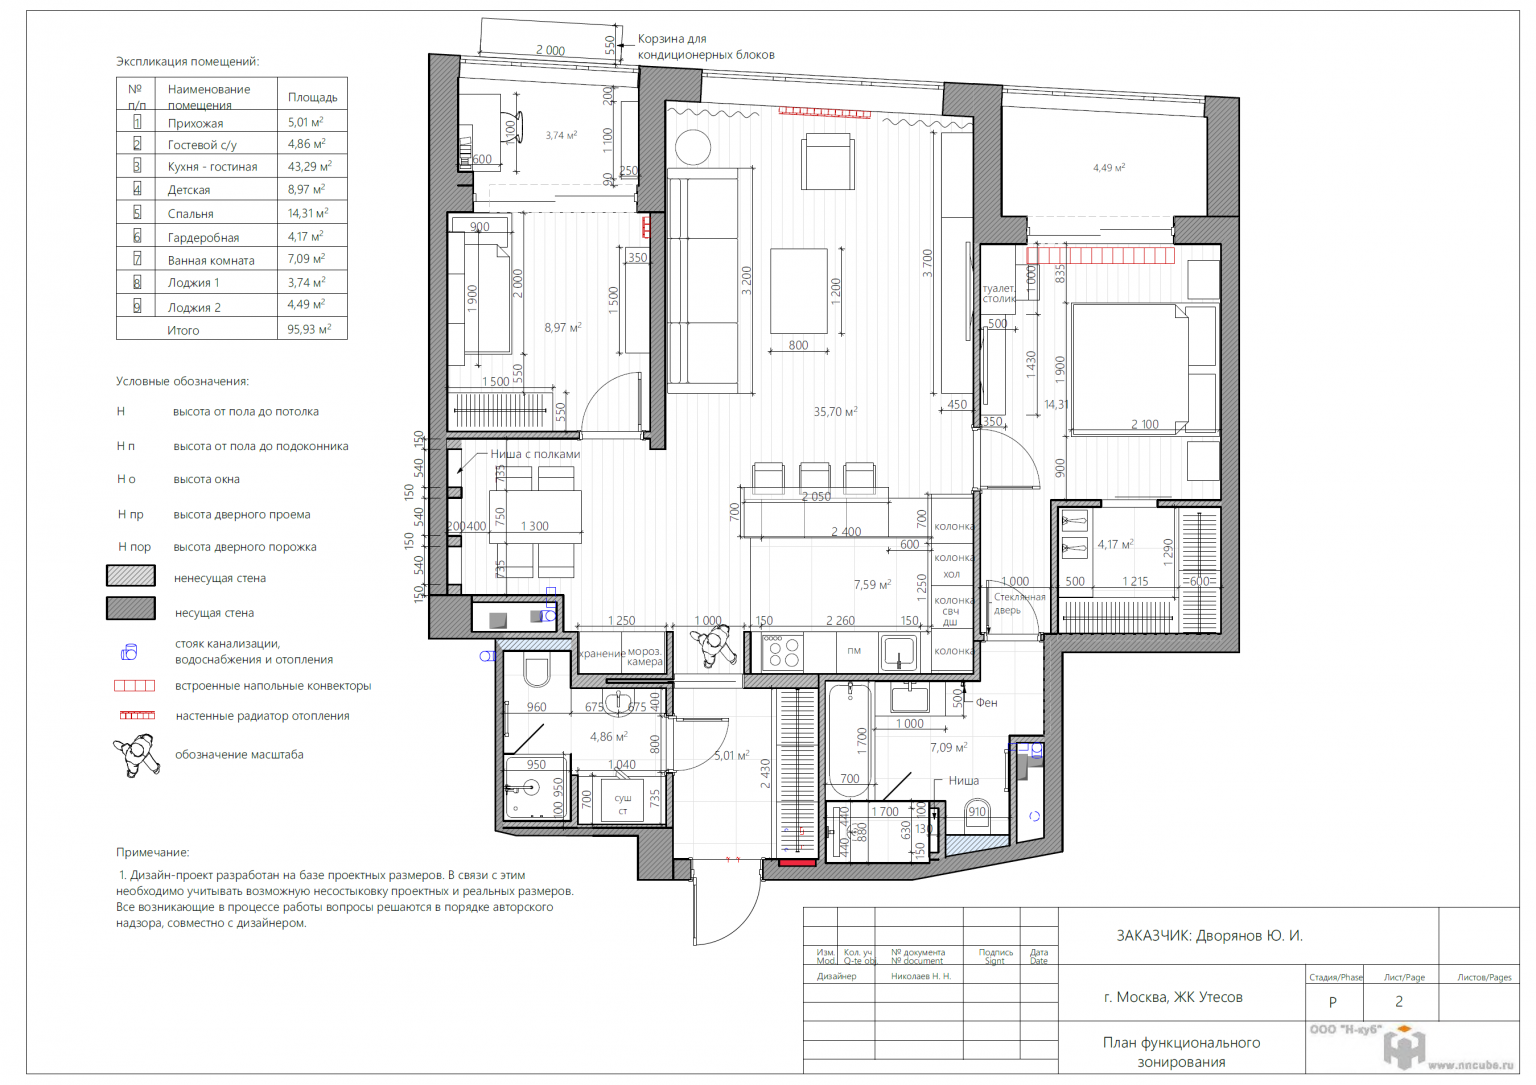 Экспликация помещений:
№ п/п Наименование помещения Площадь
1 Прихожая 5,01 м²
2 Гостевой с/у 4,86 м²
3 Кухня - гостиная 43,29 м²
4 Детская 8,97 м²
5 Спальня 14,31 м²
6 Гардеробная 4,17 м²
7 Ванная комната 7,09 м²
8 Лоджия 1 3,74 м²
9 Лоджия 2 4,49 м²
Итого 95,93 м²
Условные обозначения:
Н высота от пола до потолка
Н п высота от пола до подоконника
Н о высота окна
Н пр высота дверного проема
Н пор высота дверного порожка
ненесущая стена
несущая стена
стояк канализации,
водоснабжения и отопления
встроенные напольные конвекторы
настенные радиатор отопления
обозначение масштаба
Примечание:
1. Дизайн-проект разработан на базе проектных размеров. В связи с этим
необходимо учитывать возможную несостыковку проектных и реальных размеров.
Все возникающие в процессе работы вопросы решаются в порядке авторского
надзора, совместно с дизайнером.
Корзина для
кондиционерных блоков
2 000
550
200
1 100
3,74 м²
1 100
600
250
90
4,49 м²
900
350
2 000
1 900
1 500
8,97 м²
1 500
550
550
3 200
1 200
800
3 700
35,70 м²
450
туалет.
столик
1 000
835
500
1 430
1 900
14,31
350
2 100
900
Ниша с полками
150
540
150
540
150
540
150
735
750
735
200
400
1 300
2 050
700
2 400
600
700
колонка
колонка
хол
колонка
свч
дш
колонка
7,59 м²
1 250
1 000
Стеклянная
дверь
4,17 м²
1 290
500
1 215
600
1 250
1 000
150
2 260
150
хранение
мороз.
камера
пм
960
675
675
400
4,86 м²
800
950
1 040
950
100
700
суш
ст
735
5,01 м²
2 430
1 700
1 000
500
Фен
7,09 м²
700
Ниша
1 700
100
910
440
880
440
630
130
150
Изм. Кол. уч № документа Подпись Дата
Mod. Q-te obj. № document Signt Date
Дизайнер Николаев Н. Н.
ЗАКАЗЧИК: Дворянов Ю. И.
г. Москва, ЖК Утесов
Стадия/Phase Лист/Page Листов/Pages
Р 2
План функционального
зонирования
ООО "Н-куб"
www.nncube.ru